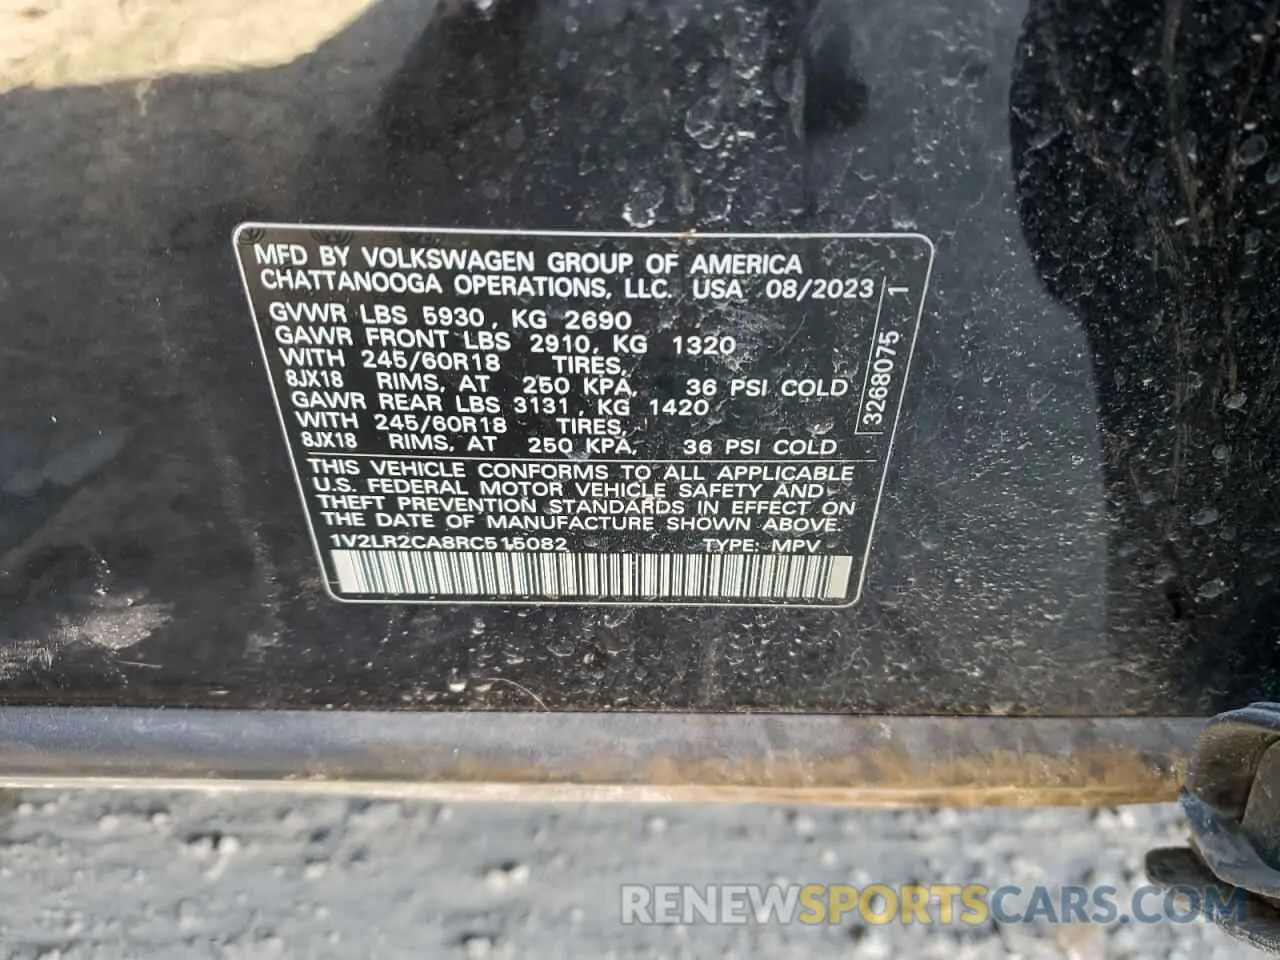 MFD BY VOLKSWAGEN GROUP OF AMERICA
CHATTANOOGA OPERATIONS, LLC. USA 08/2023
GVWR LBS 5930, KG 2690
GAWR FRONT LBS 2910, KG 1320
WITH 245/60R18 TIRES,
8JX18 RIMS, AT 250 KPA, 36 PSI COLD
GAWR REAR LBS 3131, KG 1420
WITH 245/60R18 TIRES,
8JX18 RIMS, AT 250 KPA, 36 PSI COLD
3268075 1
THIS VEHICLE CONFORMS TO ALL APPLICABLE
U.S. FEDERAL MOTOR VEHICLE SAFETY AND
THEFT PREVENTION STANDARDS IN EFFECT ON
THE DATE OF MANUFACTURE SHOWN ABOVE.
1V2LR2CA8RC515082 TYPE: MPV
RENEWSPORTSCARS.COM